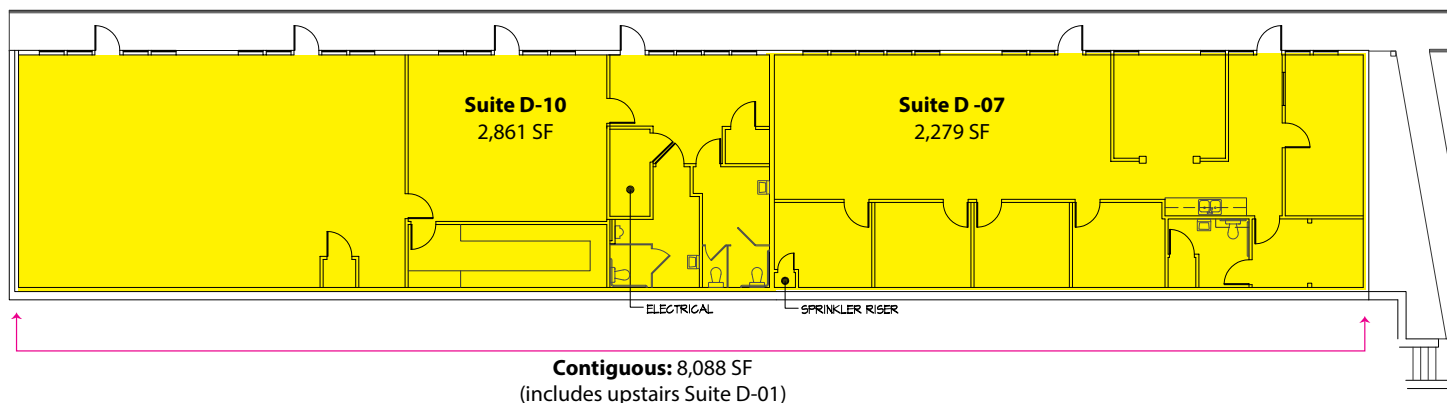 Suite D-10
2,861 SF
Suite D -07
2,279 SF
ELECTRICAL
SPRINKLER RISER
Contiguous: 8,088 SF
(includes upstairs Suite D-01)